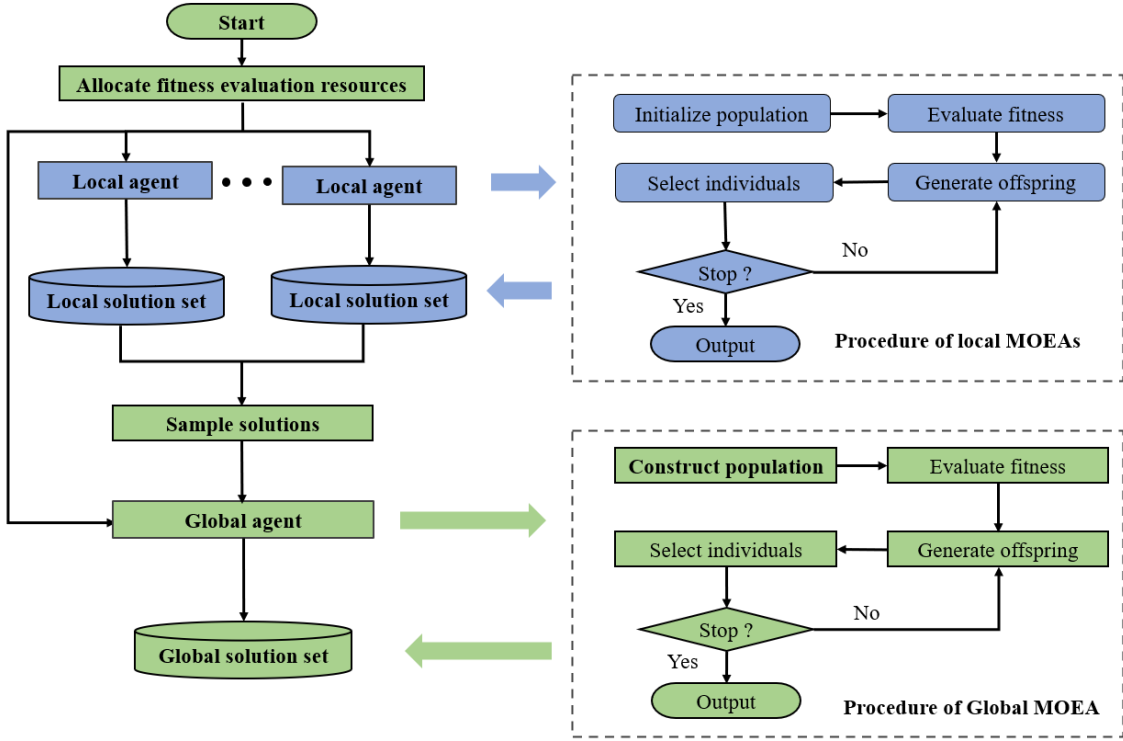 Start
Allocate fitness evaluation resources
Local agent
• • •
Local agent
Local solution set
Local solution set
Sample solutions
Global agent
Global solution set
Initialize population
Evaluate fitness
Select individuals
Generate offspring
Stop ?
No
Yes
Output
Procedure of local MOEAs
Construct population
Evaluate fitness
Select individuals
Generate offspring
Stop ?
No
Yes
Output
Procedure of Global MOEA